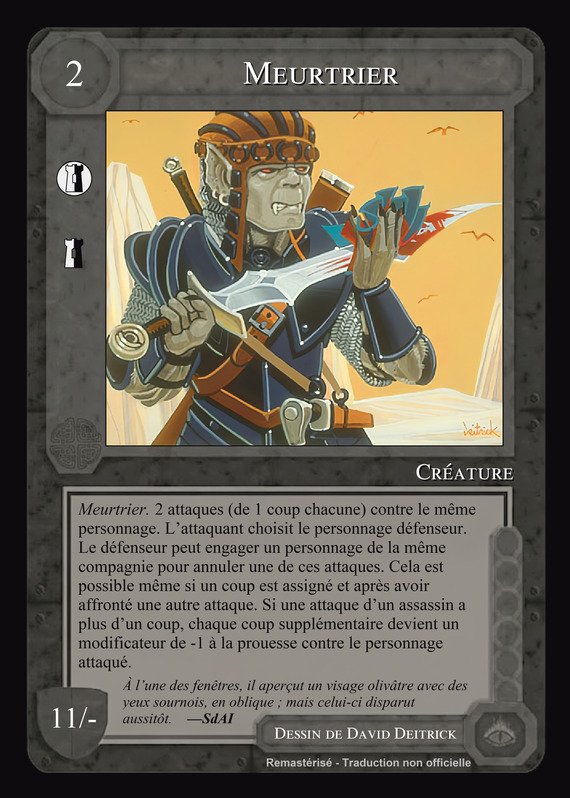 2
MEURTRIER
Deitrick
CRÉATURE
Meurtrier. 2 attaques (de 1 coup chacune) contre le même
personnage. L’attaquant choisit le personnage défenseur.
Le défenseur peut engager un personnage de la même
compagnie pour annuler une de ces attaques. Cela est
possible même si un coup est assigné et après avoir
affronté une autre attaque. Si une attaque d’un assassin a
plus d’un coup, chaque coup supplémentaire devient un
modificateur de -1 à la prouesse contre le personnage
attaqué.
À l’une des fenêtres, il aperçut un visage olivâtre avec des
yeux sournois, en oblique ; mais celui-ci disparut
aussitôt. —SdAI
11/-
DESSIN DE DAVID DEITRICK
Remastérisé - Traduction non officielle